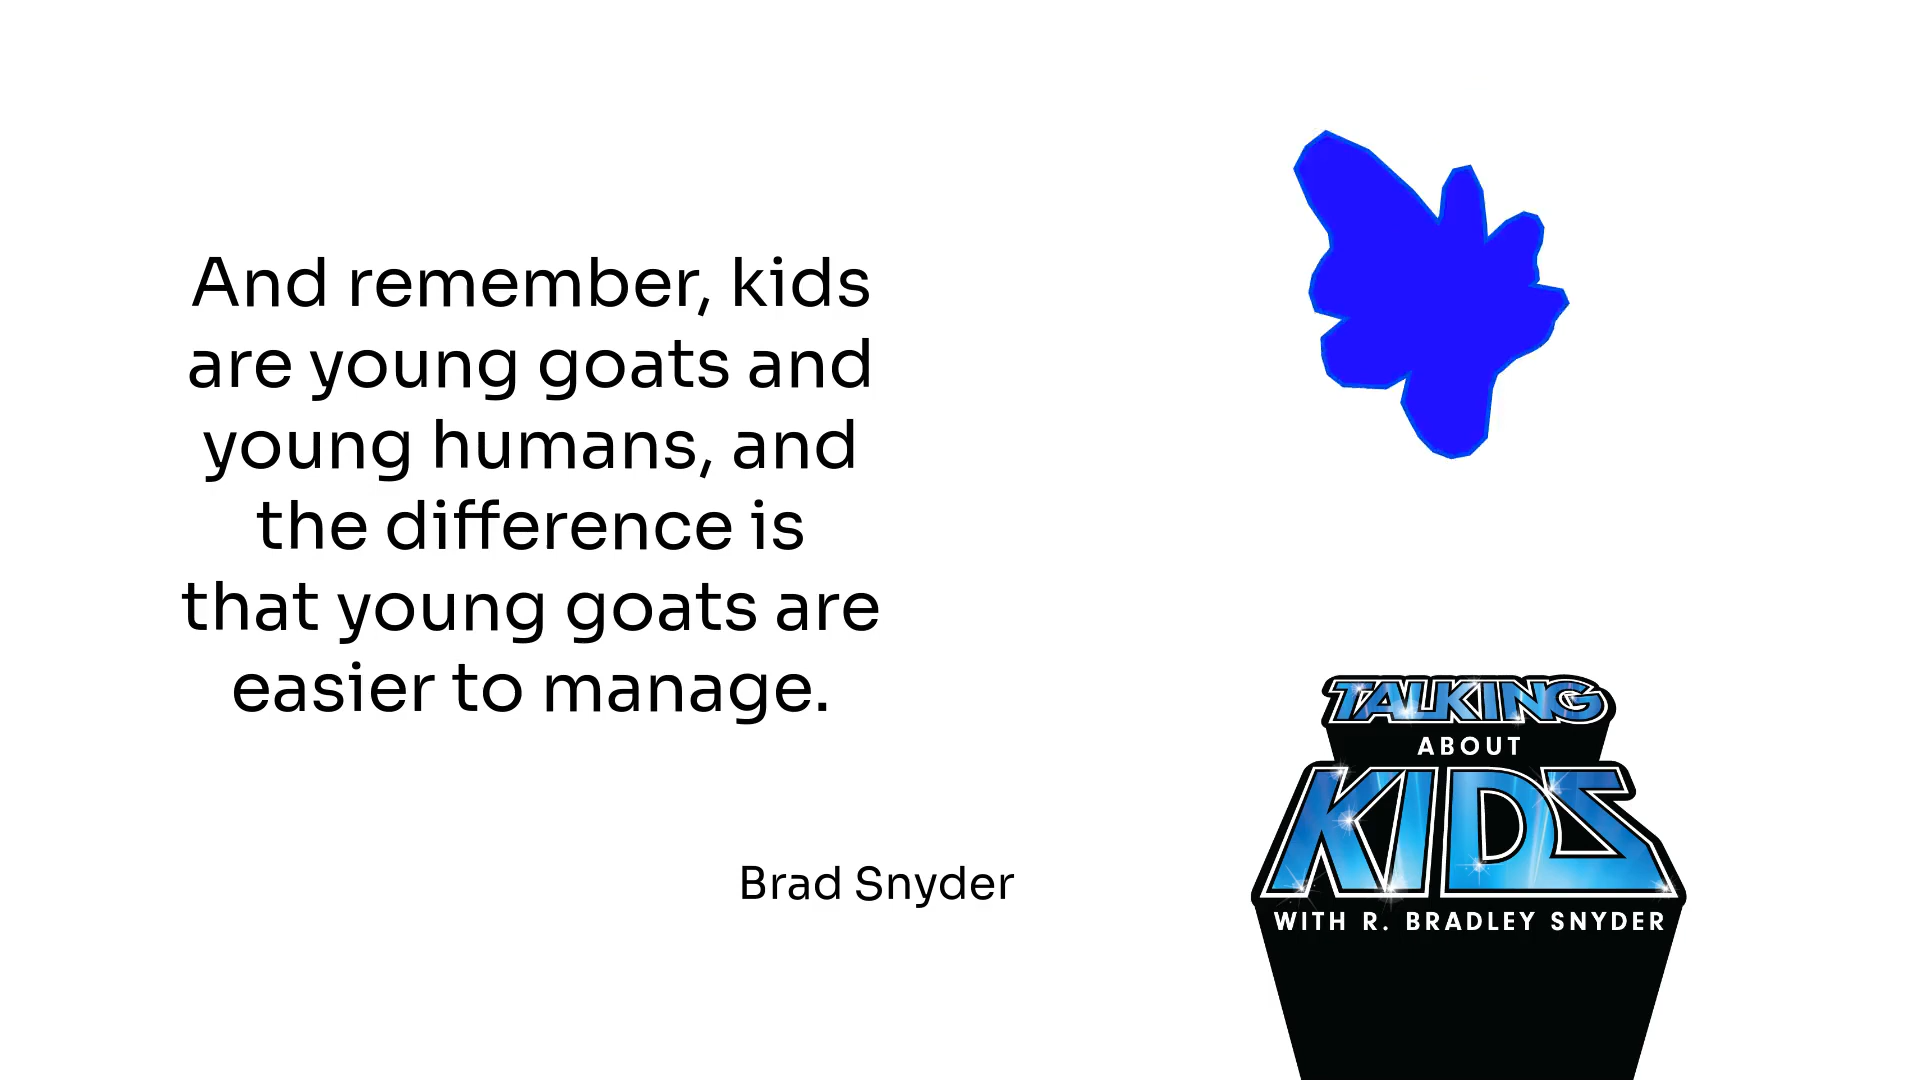 And remember, kids
are young goats and
young humans, and
the difference is
that young goats are
easier to manage.
Brad Snyder
TALKING
ABOUT
KIDS
WITH R. BRADLEY SNYDER